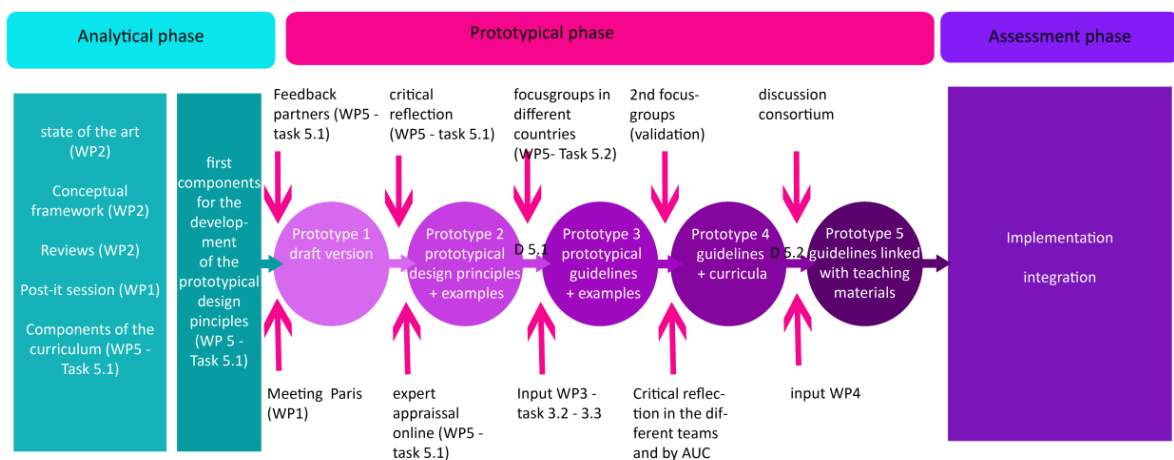 Analytical phase
Prototypical phase
Assessment phase
state of the art
(WP2)
Conceptual
framework (WP2)
Reviews (WP2)
Post-it session (WP1)
Components of the
curriculum (WP5 -
Task 5.1)
first
components
for the
develop-
ment
of the
prototypical
design
pinciples
(WP 5 -
Task 5.1)
Feedback
partners (WP5 -
task 5.1)
critical
reflection
(WP5 - task 5.1)
focusgroups in
different
countries
(WP5- Task 5.2)
2nd focus-
groups
(validation)
discussion
consortium
Prototype 1
draft version
Prototype 2
prototypical
design principles
+ examples
D 5.1
Prototype 3
prototypical
guidelines
+ examples
Prototype 4
guidelines
+ curricula
D 5.2
Prototype 5
guidelines linked
with teaching
materials
Implementation
integration
Meeting Paris
(WP1)
expert
appraissal
online (WP5 -
task 5.1)
Input WP3 -
task 3.2 - 3.3
Critical reflec-
tion in the dif-
ferent teams
and by AUC
input WP4